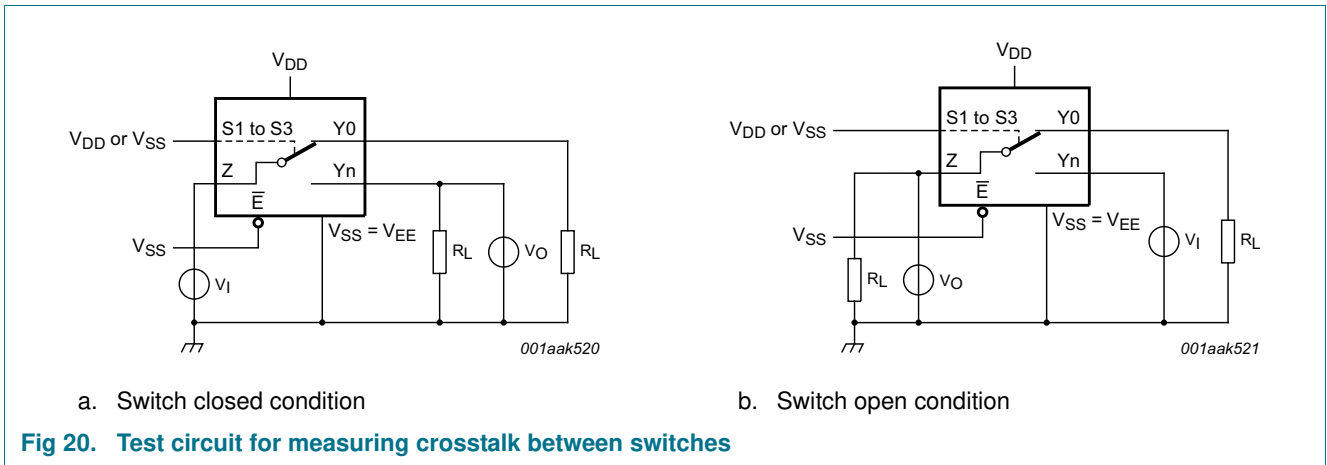 VDD
VDD or VSS
S1 to S3
Y0
Z
Yn
E
VSS
VSS = VEE
VI
RL
VO
RL
001aak520
a. Switch closed condition
VDD
VDD or VSS
S1 to S3
Y0
Z
Yn
E
VSS
VSS = VEE
RL
VO
VI
RL
001aak521
b. Switch open condition
Fig 20. Test circuit for measuring crosstalk between switches